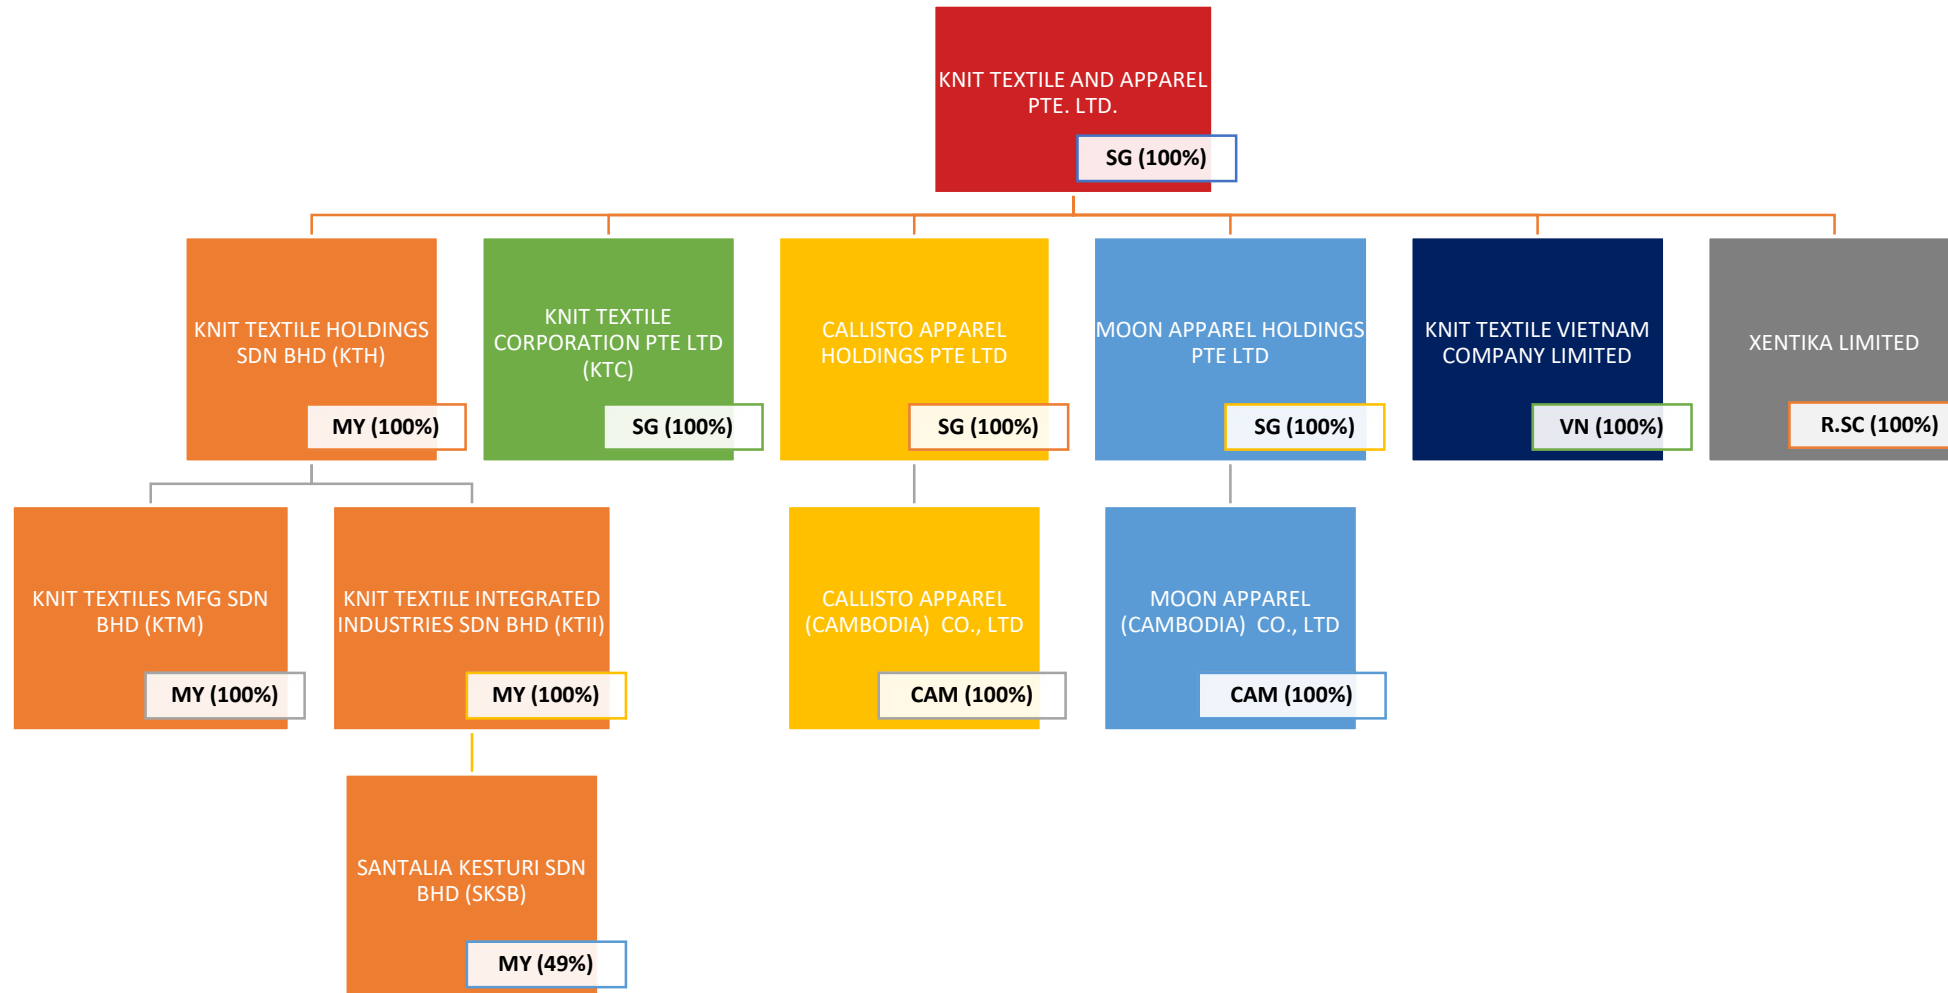 KNIT TEXTILE AND APPAREL
PTE. LTD.
SG (100%)
KNIT TEXTILE HOLDINGS
SDN BHD (KTH)
MY (100%)
KNIT TEXTILE
CORPORATION PTE LTD
(KTC)
SG (100%)
CALLISTO APPAREL
HOLDINGS PTE LTD
SG (100%)
MOON APPAREL HOLDINGS
PTE LTD
SG (100%)
KNIT TEXTILE VIETNAM
COMPANY LIMITED
VN (100%)
XENTIKA LIMITED
R.SC (100%)
KNIT TEXTILES MFG SDN
BHD (KTM)
MY (100%)
KNIT TEXTILE INTEGRATED
INDUSTRIES SDN BHD (KTII)
MY (100%)
CALLISTO APPAREL
(CAMBODIA)  CO., LTD
CAM (100%)
MOON APPAREL
(CAMBODIA)  CO., LTD
CAM (100%)
SANTALIA KESTURI SDN
BHD (SKSB)
MY (49%)